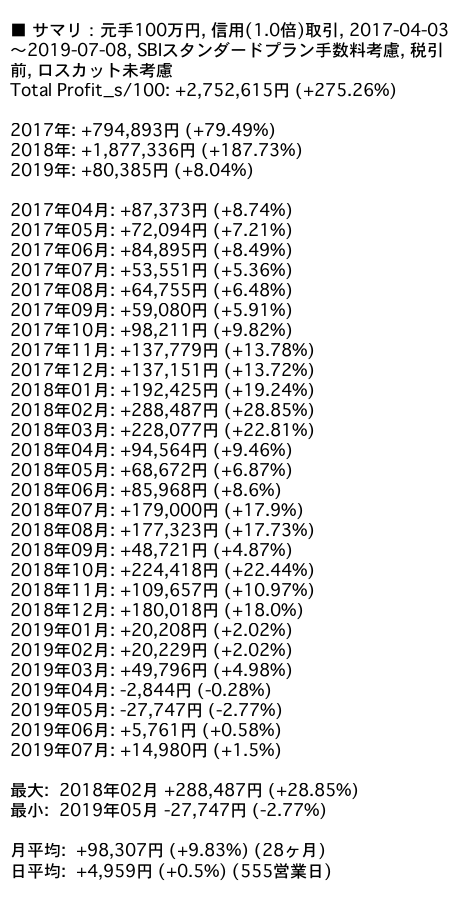 ■ サマリ：元手100万円, 信用(1.0倍)取引, 2017-04-03
〜2019-07-08, SBIスタンダードプラン手数料考慮, 税引
前, ロスカット未考慮
Total Profit_s/100: +2,752,615円 (+275.26%)
2017年: +794,893円 (+79.49%)
2018年: +1,877,336円 (+187.73%)
2019年: +80,385円 (+8.04%)
2017年04月: +87,373円 (+8.74%)
2017年05月: +72,094円 (+7.21%)
2017年06月: +84,895円 (+8.49%)
2017年07月: +53,551円 (+5.36%)
2017年08月: +64,755円 (+6.48%)
2017年09月: +59,080円 (+5.91%)
2017年10月: +98,211円 (+9.82%)
2017年11月: +137,779円 (+13.78%)
2017年12月: +137,151円 (+13.72%)
2018年01月: +192,425円 (+19.24%)
2018年02月: +288,487円 (+28.85%)
2018年03月: +228,077円 (+22.81%)
2018年04月: +94,564円 (+9.46%)
2018年05月: +68,672円 (+6.87%)
2018年06月: +85,968円 (+8.6%)
2018年07月: +179,000円 (+17.9%)
2018年08月: +177,323円 (+17.73%)
2018年09月: +48,721円 (+4.87%)
2018年10月: +224,418円 (+22.44%)
2018年11月: +109,657円 (+10.97%)
2018年12月: +180,018円 (+18.0%)
2019年01月: +20,208円 (+2.02%)
2019年02月: +20,229円 (+2.02%)
2019年03月: +49,796円 (+4.98%)
2019年04月: -2,844円 (-0.28%)
2019年05月: -27,747円 (-2.77%)
2019年06月: +5,761円 (+0.58%)
2019年07月: +14,980円 (+1.5%)
最大: 2018年02月 +288,487円 (+28.85%)
最小: 2019年05月 -27,747円 (-2.77%)
月平均: +98,307円 (+9.83%) (28ヶ月)
日平均: +4,959円 (+0.5%) (555営業日)